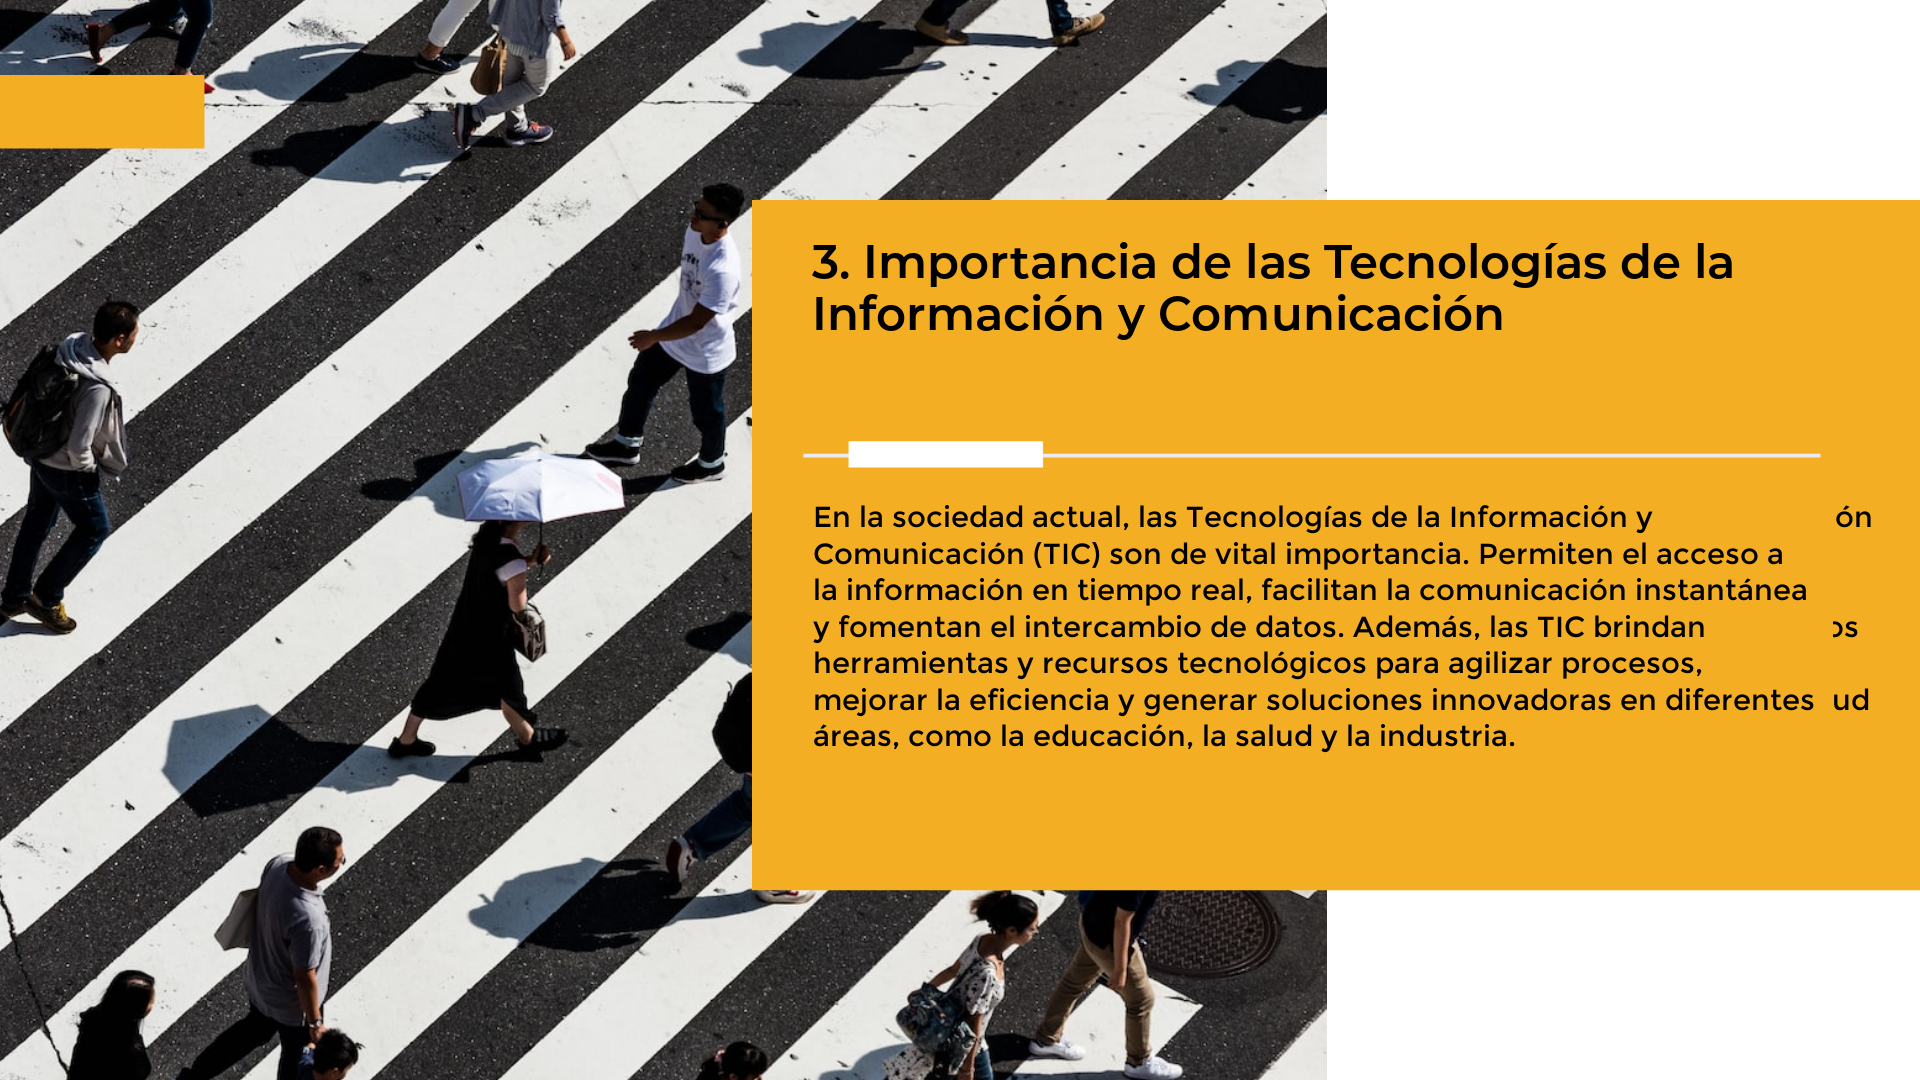 3. Importancia de las Tecnologías de la
Información y Comunicación
En la sociedad actual, las Tecnologías de la Información y ón
Comunicación (TIC) son de vital importancia. Permiten el acceso a
la información en tiempo real, facilitan la comunicación instantánea
y fomentan el intercambio de datos. Además, las TIC brindan os
herramientas y recursos tecnológicos para agilizar procesos,
mejorar la eficiencia y generar soluciones innovadoras en diferentes ud
áreas, como la educación, la salud y la industria.